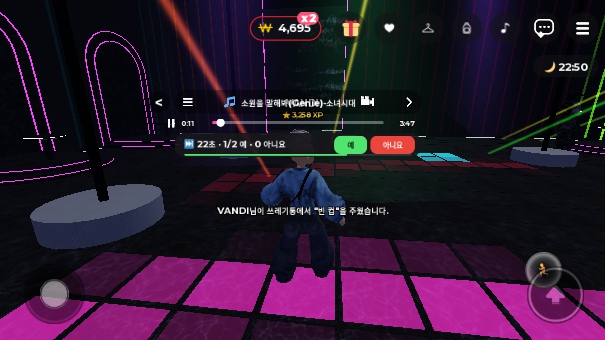 x2
₩ 4,695
22:50
소원을 말해봐(Genie)-소녀시대
★ 3,258 XP
0:11
3:47
22초 · 1/2 예 · 0 아니요
예
아니요
VANDI님이 쓰레기통에서 "빈 컵"을 주웠습니다.